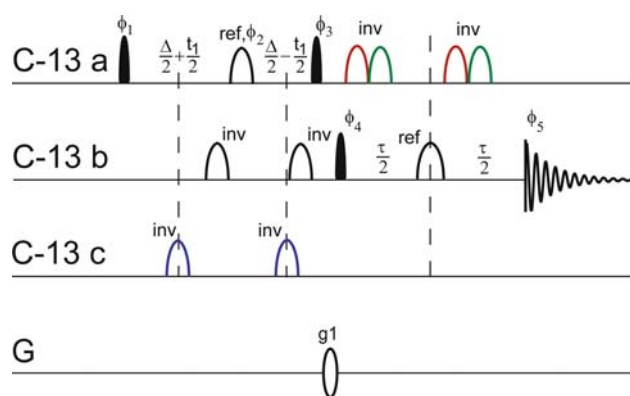 ϕ1 ref,ϕ2 ϕ3 inv inv
C-13 a Δ/2 + t1/2 Δ/2 - t1/2
inv inv ϕ4 ref ϕ5
C-13 b τ/2 τ/2
inv inv
C-13 c
g1
G